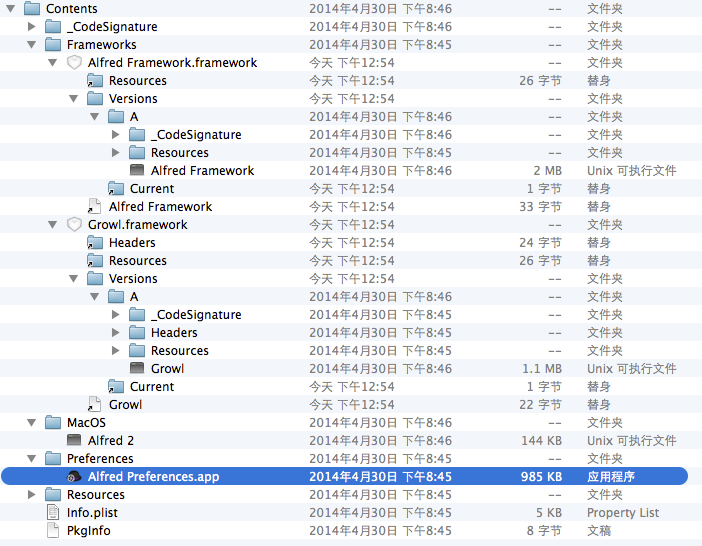 Contents 2014年4月30日 下午8:46 -- 文件夹
_CodeSignature 2014年4月30日 下午8:46 -- 文件夹
Frameworks 2014年4月30日 下午8:45 -- 文件夹
Alfred Framework.framework 今天 下午12:54 -- 文件夹
Resources 今天 下午12:54 26 字节 替身
Versions 今天 下午12:54 -- 文件夹
A 2014年4月30日 下午8:46 -- 文件夹
_CodeSignature 2014年4月30日 下午8:46 -- 文件夹
Resources 2014年4月30日 下午8:45 -- 文件夹
Alfred Framework 2014年4月30日 下午8:46 2 MB Unix 可执行文件
Current 今天 下午12:54 1 字节 替身
Alfred Framework 今天 下午12:54 33 字节 替身
Growl.framework 今天 下午12:54 -- 文件夹
Headers 今天 下午12:54 24 字节 替身
Resources 今天 下午12:54 26 字节 替身
Versions 今天 下午12:54 -- 文件夹
A 2014年4月30日 下午8:46 -- 文件夹
_CodeSignature 2014年4月30日 下午8:45 -- 文件夹
Headers 2014年4月30日 下午8:45 -- 文件夹
Resources 2014年4月30日 下午8:45 -- 文件夹
Growl 2014年4月30日 下午8:46 1.1 MB Unix 可执行文件
Current 今天 下午12:54 1 字节 替身
Growl 今天 下午12:54 22 字节 替身
MacOS 2014年4月30日 下午8:46 -- 文件夹
Alfred 2 2014年4月30日 下午8:46 144 KB Unix 可执行文件
Preferences 2014年4月30日 下午8:45 -- 文件夹
Alfred Preferences.app 2014年4月30日 下午8:45 985 KB 应用程序
Resources 2014年4月30日 下午8:45 -- 文件夹
Info.plist 2014年4月30日 下午8:45 5 KB Property List
PkgInfo 2014年4月30日 下午8:45 8 字节 文稿